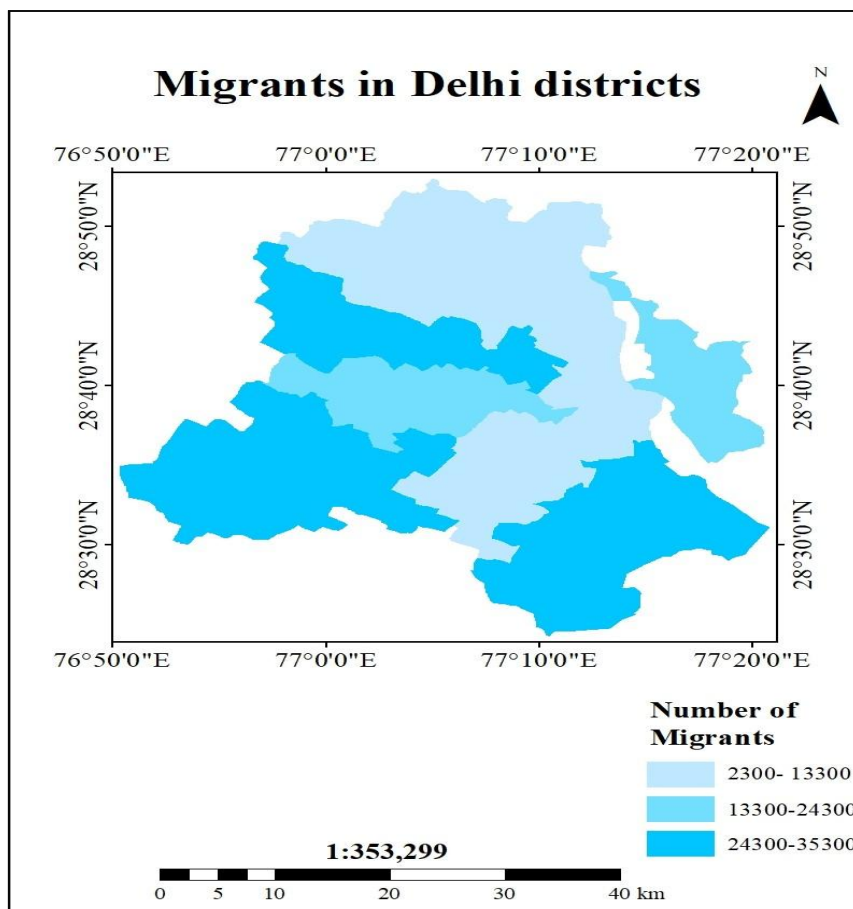 Migrants in Delhi districts
N
76°50'0"E 77°0'0"E 77°10'0"E 77°20'0"E
28°50'0"N 28°50'0"N
28°40'0"N 28°40'0"N
28°30'0"N 28°30'0"N
76°50'0"E 77°0'0"E 77°10'0"E 77°20'0"E
Number of
Migrants
2300- 13300
13300-24300
24300-35300
1:353,299
0 5 10 20 30 40 km